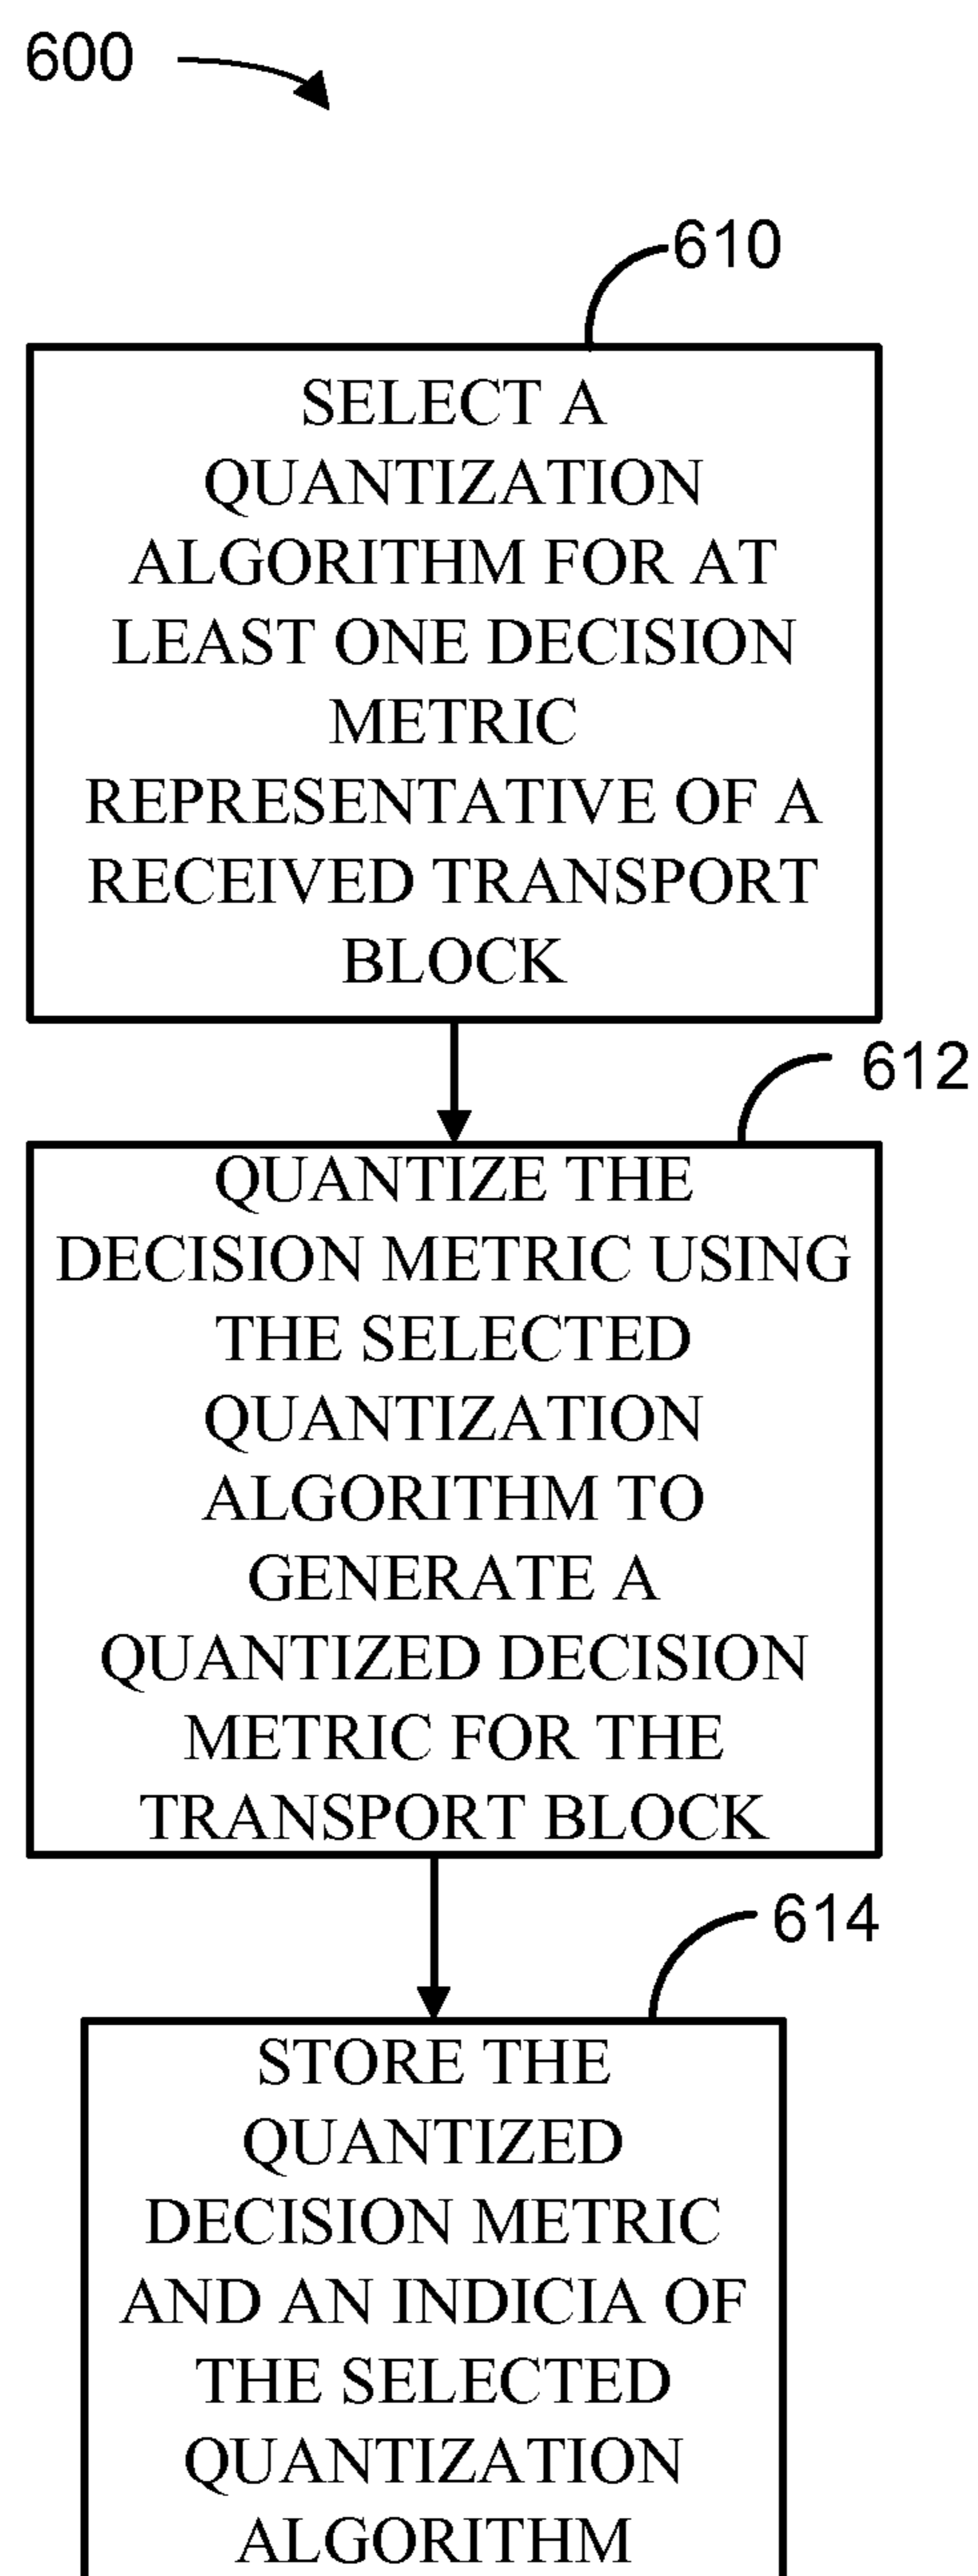 600
610
SELECT A
QUANTIZATION
ALGORITHM FOR AT
LEAST ONE DECISION
METRIC
REPRESENTATIVE OF A
RECEIVED TRANSPORT
BLOCK
612
QUANTIZE THE
DECISION METRIC USING
THE SELECTED
QUANTIZATION
ALGORITHM TO
GENERATE A
QUANTIZED DECISION
METRIC FOR THE
TRANSPORT BLOCK
614
STORE THE
QUANTIZED
DECISION METRIC
AND AN INDICIA OF
THE SELECTED
QUANTIZATION
ALGORITHM